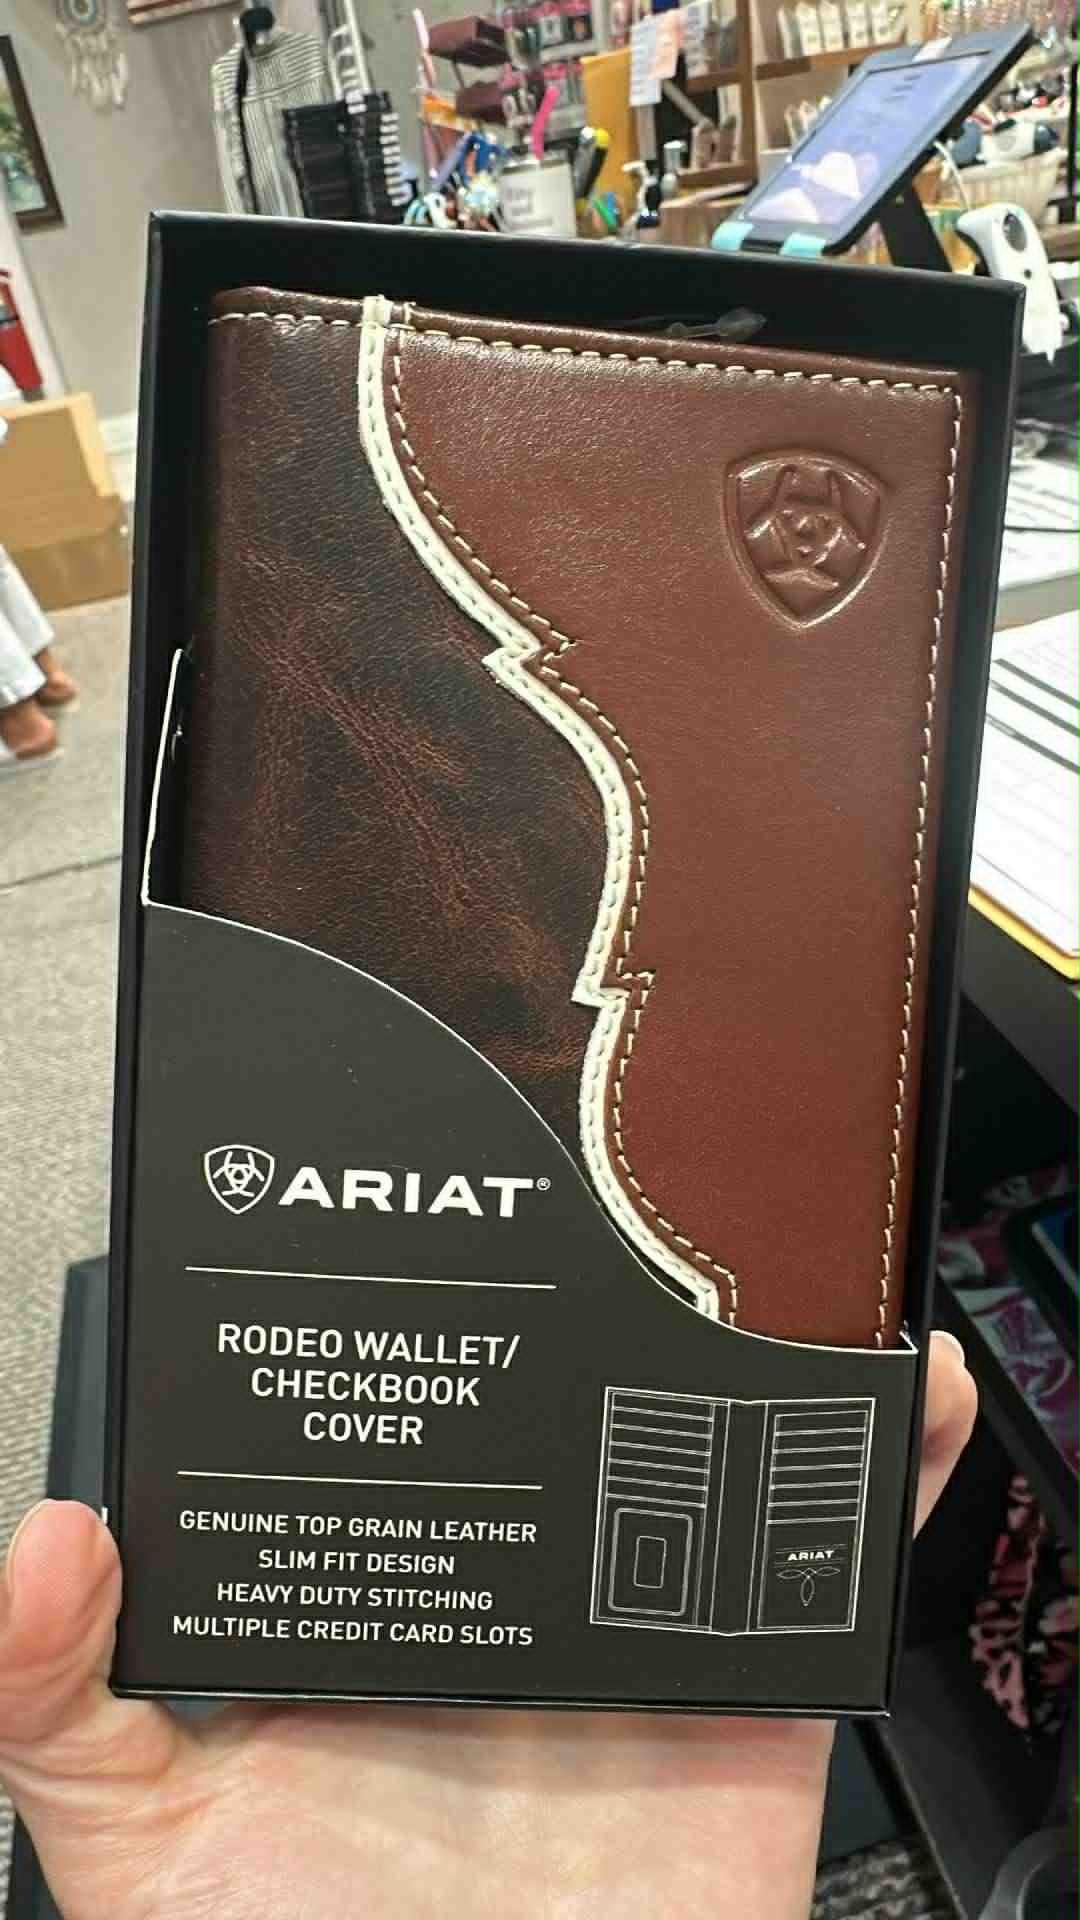 ARIAT®
RODEO WALLET/
CHECKBOOK
COVER
GENUINE TOP GRAIN LEATHER
SLIM FIT DESIGN
HEAVY DUTY STITCHING
MULTIPLE CREDIT CARD SLOTS
ARIAT